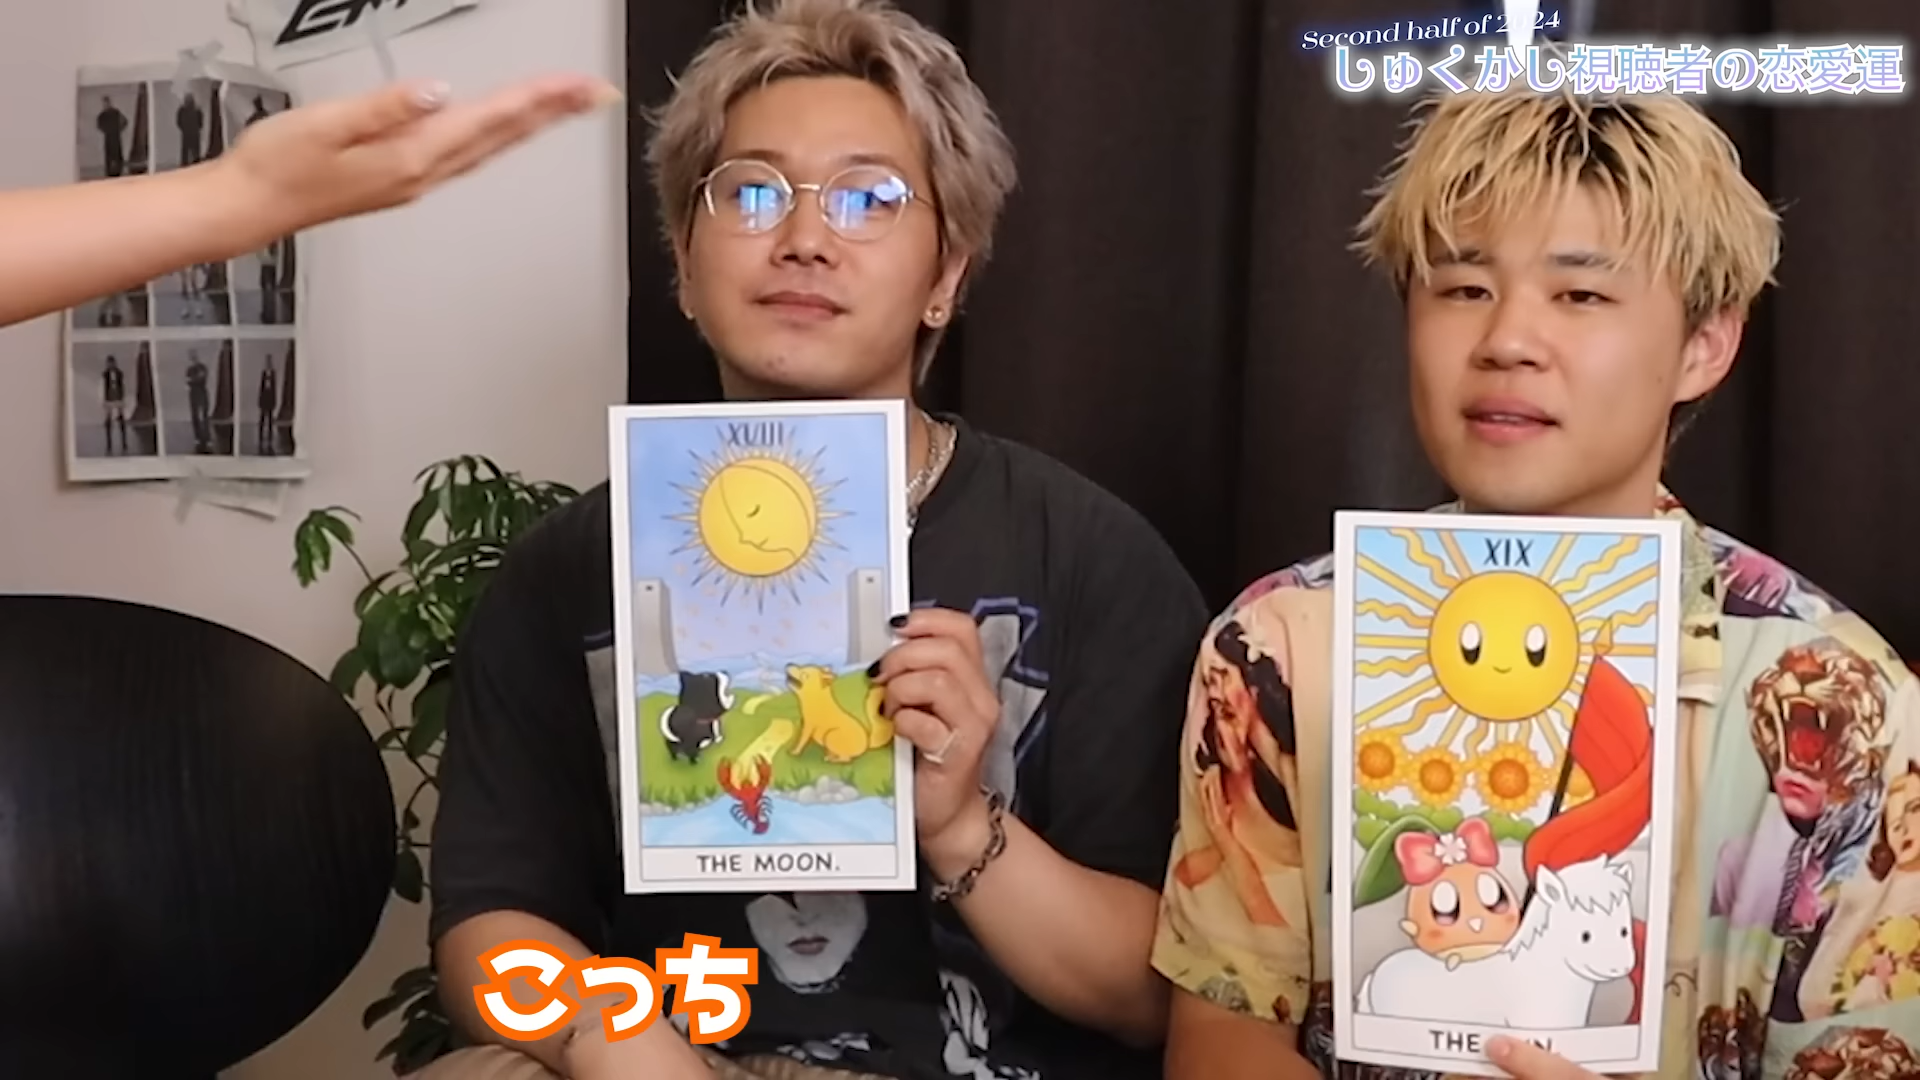 Second half of 2024
しゅくかし視聴者の恋愛運
XVIII
XIX
THE MOON.
THE
こっち